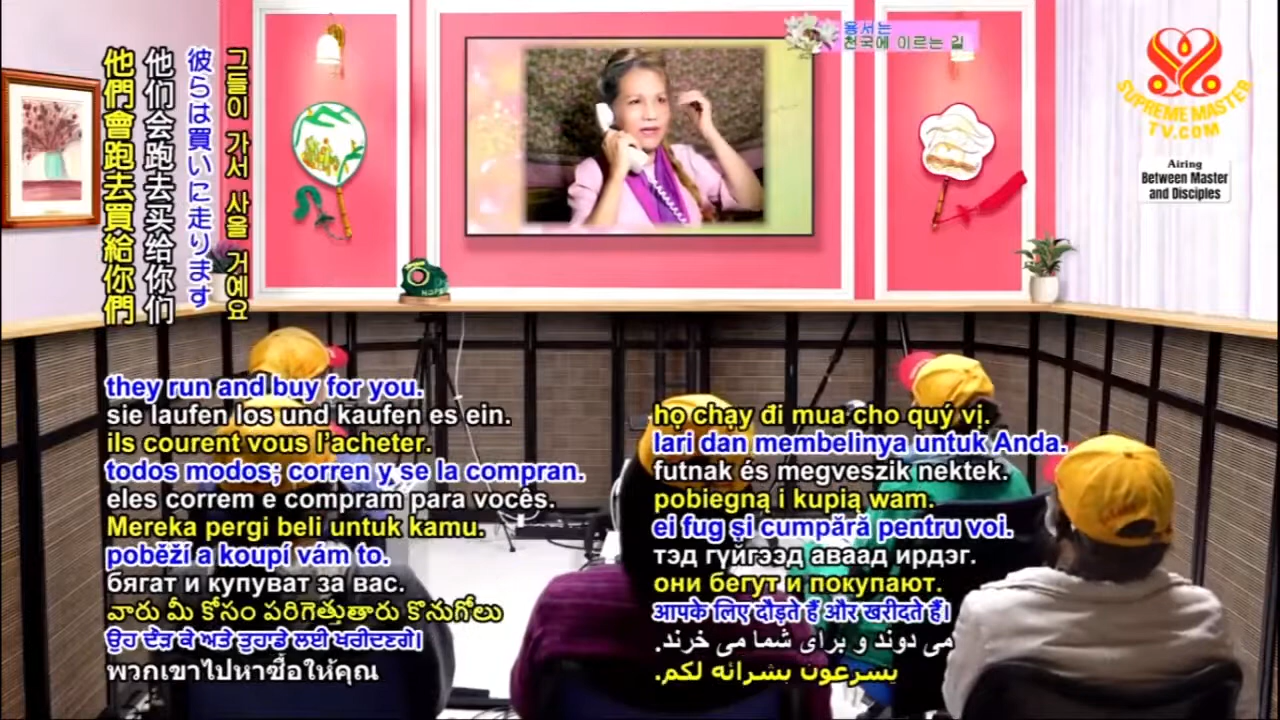 용서는
천국에 이르는 길
SUPREME MASTER
TV.COM
Airing
Between Master
and Disciples
그들이 가서 사올 거예요
彼らは買いに走ります
他们会跑去买给你们
他們會跑去買給你們
they run and buy for you.
sie laufen los und kaufen es ein.
ils courent vous l'acheter.
todos modos; corren y se la compran.
eles correm e compram para vocês.
Mereka pergi beli untuk kamu.
poběží a koupí vám to.
бягат и купуват за вас.
వారు మీ కోసం పరిగెత్తుతారు కొనుగోలు
ਉਹ ਦੌੜ ਕੇ ਅਤੇ ਤੁਹਾਡੇ ਲਈ ਖਰੀਦਣਗੇ।
พวกเขาไปหาซื้อให้คุณ
họ chạy đi mua cho quý vị.
lari dan membelinya untuk Anda.
futnak és megveszik nektek.
pobiegną i kupią wam.
ei fug și cumpără pentru voi.
тэд гүйгээд аваад ирдэг.
они бегут и покупают.
आपके लिए दौड़ते हैं और खरीदते हैं।
می دوند و برای شما می خرند.
يسرعون بشرائه لكم.